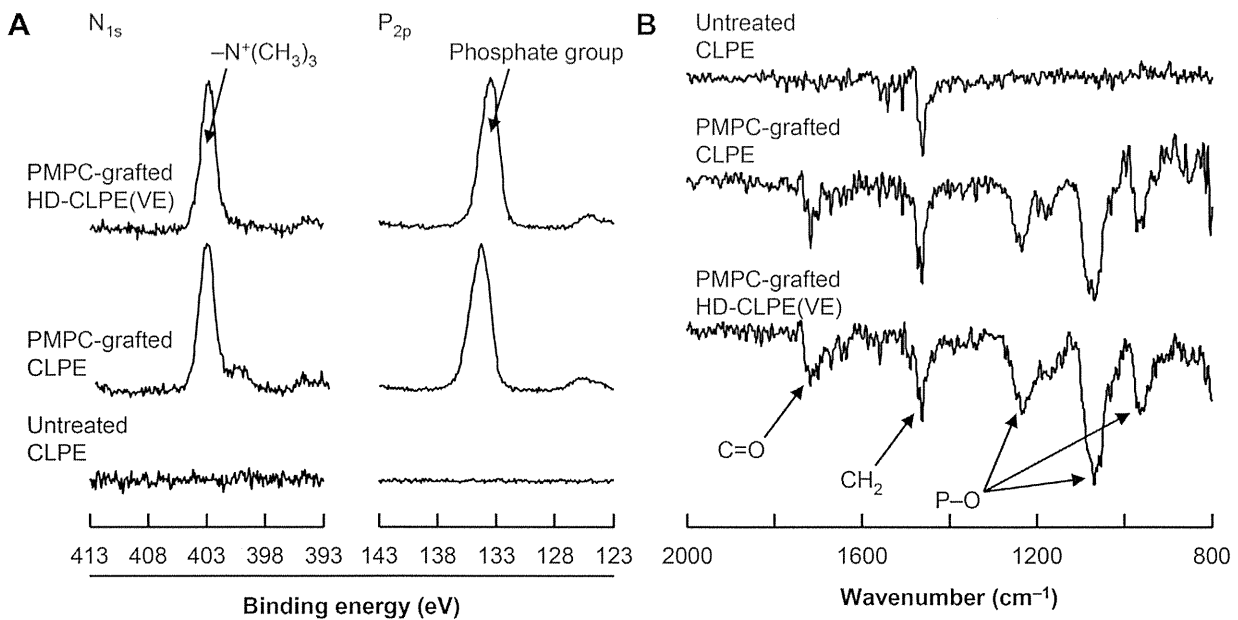 A
N1s
P2p
–N⁺(CH3)3
Phosphate group
PMPC-grafted
HD-CLPE(VE)
PMPC-grafted
CLPE
Untreated
CLPE
413 408 403 398 393
143 138 133 128 123
Binding energy (eV)
B
Untreated
CLPE
PMPC-grafted
CLPE
PMPC-grafted
HD-CLPE(VE)
C=O
CH2
P–O
2000 1600 1200 800
Wavenumber (cm⁻¹)